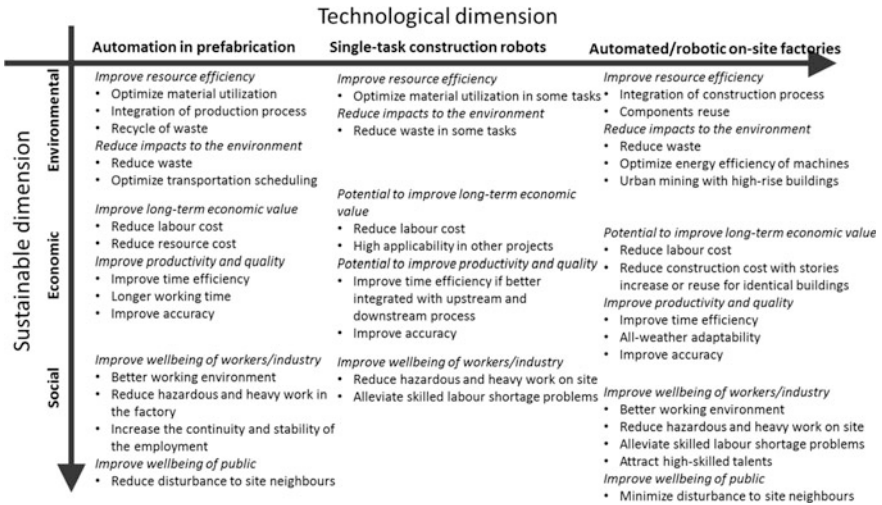 Technological dimension
Automation in prefabrication
Single-task construction robots
Automated/robotic on-site factories
Sustainable dimension
Environmental
Improve resource efficiency
• Optimize material utilization
• Integration of production process
• Recycle of waste
Reduce impacts to the environment
• Reduce waste
• Optimize transportation scheduling
Improve resource efficiency
• Optimize material utilization in some tasks
Reduce impacts to the environment
• Reduce waste in some tasks
Improve resource efficiency
• Integration of construction process
• Components reuse
Reduce impacts to the environment
• Reduce waste
• Optimize energy efficiency of machines
• Urban mining with high-rise buildings
Economic
Improve long-term economic value
• Reduce labour cost
• Reduce resource cost
Improve productivity and quality
• Improve time efficiency
• Longer working time
• Improve accuracy
Potential to improve long-term economic
value
• Reduce labour cost
• High applicability in other projects
Potential to improve productivity and quality
• Improve time efficiency if better
integrated with upstream and
downstream process
• Improve accuracy
Potential to improve long-term economic value
• Reduce labour cost
• Reduce construction cost with stories
increase or reuse for identical buildings
Improve productivity and quality
• Improve time efficiency
• All-weather adaptability
• Improve accuracy
Social
Improve wellbeing of workers/industry
• Better working environment
• Reduce hazardous and heavy work in
the factory
• Increase the continuity and stability of
the employment
Improve wellbeing of public
• Reduce disturbance to site neighbours
Improve wellbeing of workers/industry
• Reduce hazardous and heavy work on site
• Alleviate skilled labour shortage problems
Improve wellbeing of workers/industry
• Better working environment
• Reduce hazardous and heavy work on site
• Alleviate skilled labour shortage problems
• Attract high-skilled talents
Improve wellbeing of public
• Minimize disturbance to site neighbours